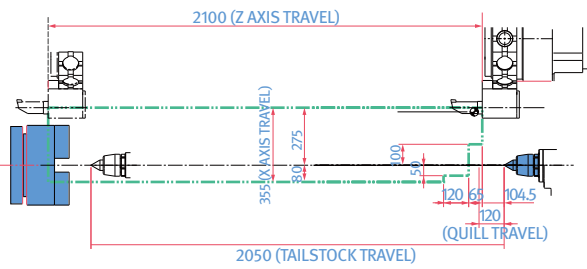 2100 (Z AXIS TRAVEL)
355 (X AXIS TRAVEL)
275
80
100
50
120
65
104.5
120
(QUILL TRAVEL)
2050 (TAILSTOCK TRAVEL)